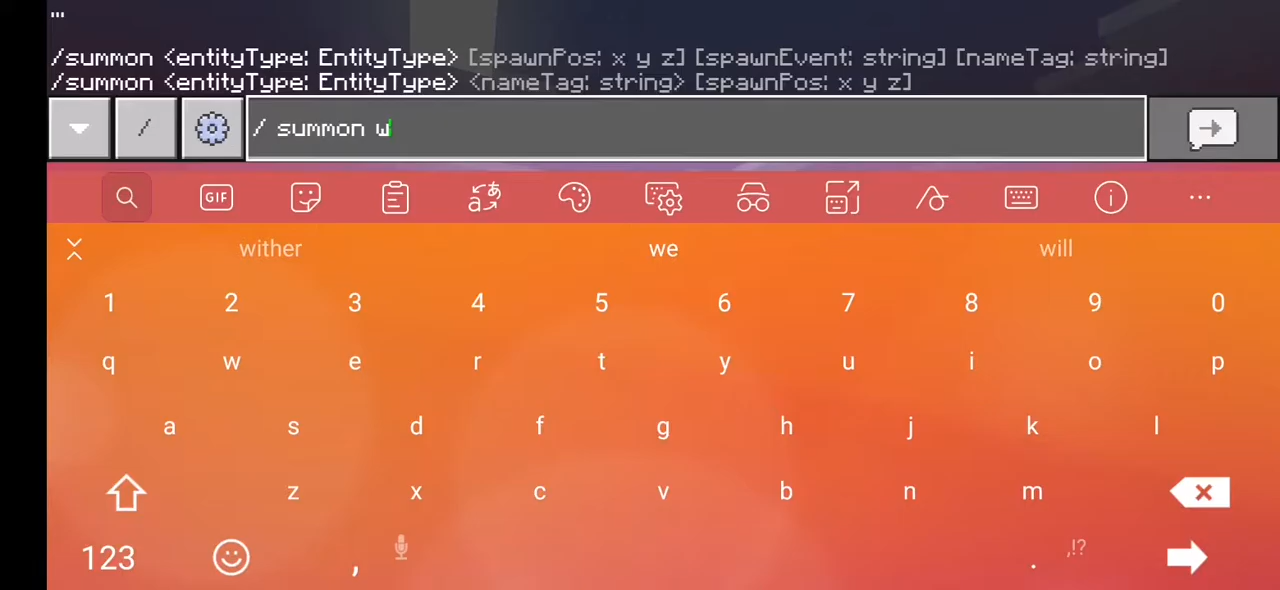 ...
/summon <entityType: EntityType> [spawnPos: x y z] [spawnEvent: string] [nameTag: string]
/summon <entityType: EntityType> <nameTag: string> [spawnPos: x y z]
/ / summon w
GIF
wither we will
1 2 3 4 5 6 7 8 9 0
q w e r t y u i o p
a s d f g h j k l
z x c v b n m
123 , . ,!?